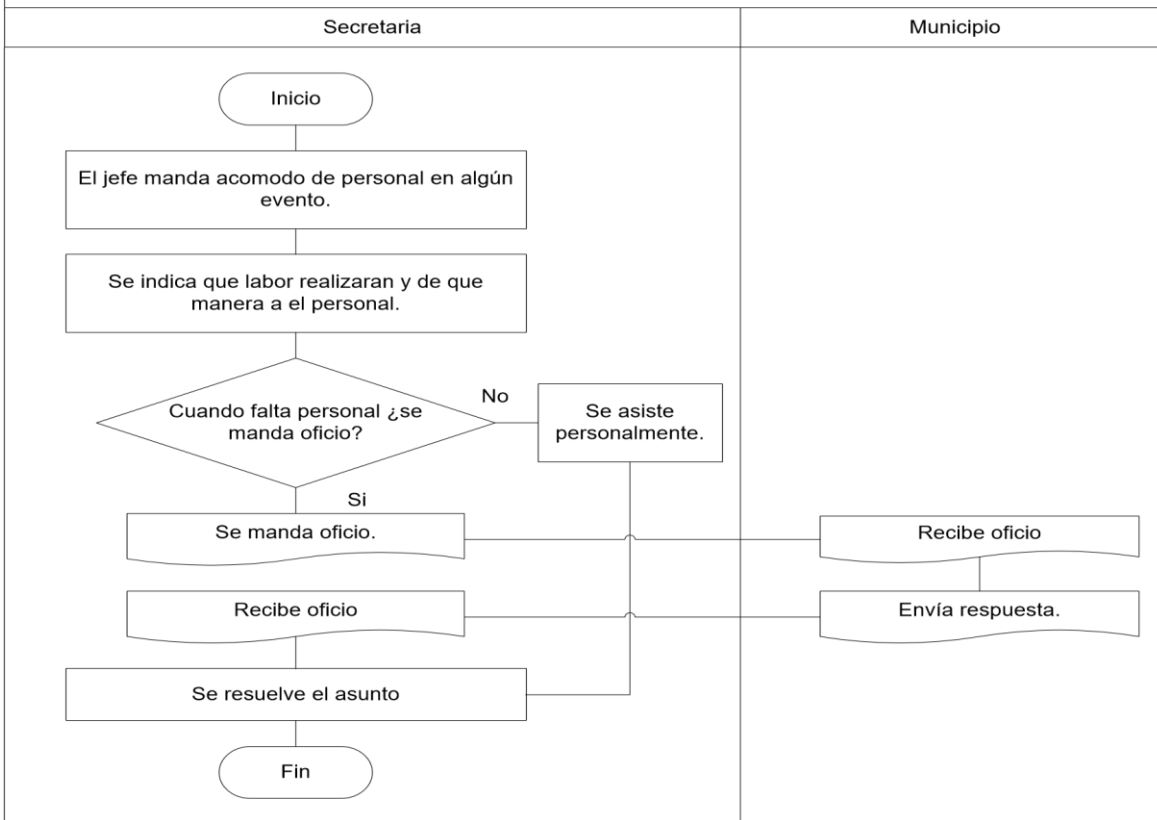 Secretaria
Municipio
Inicio
El jefe manda acomodo de personal en algún
evento.
Se indica que labor realizaran y de que
manera a el personal.
Cuando falta personal ¿se
manda oficio?
No
Se asiste
personalmente.
Si
Se manda oficio.
Recibe oficio
Recibe oficio
Envía respuesta.
Se resuelve el asunto
Fin